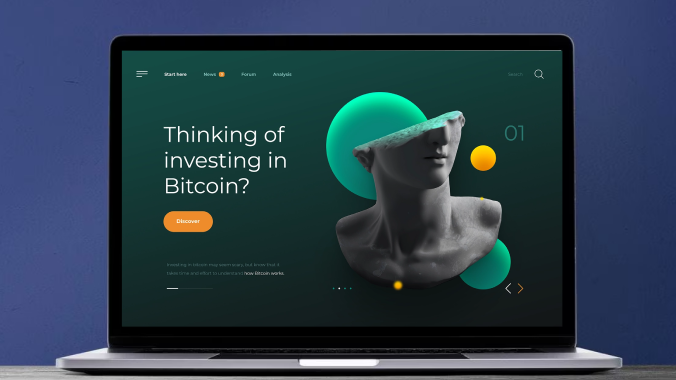 Start here
News
Forum
Analysis
Search
01
Thinking of
investing in
Bitcoin?
Discover
Investing in Bitcoin may seem scary, but know that it
takes time and effort to understand how Bitcoin works